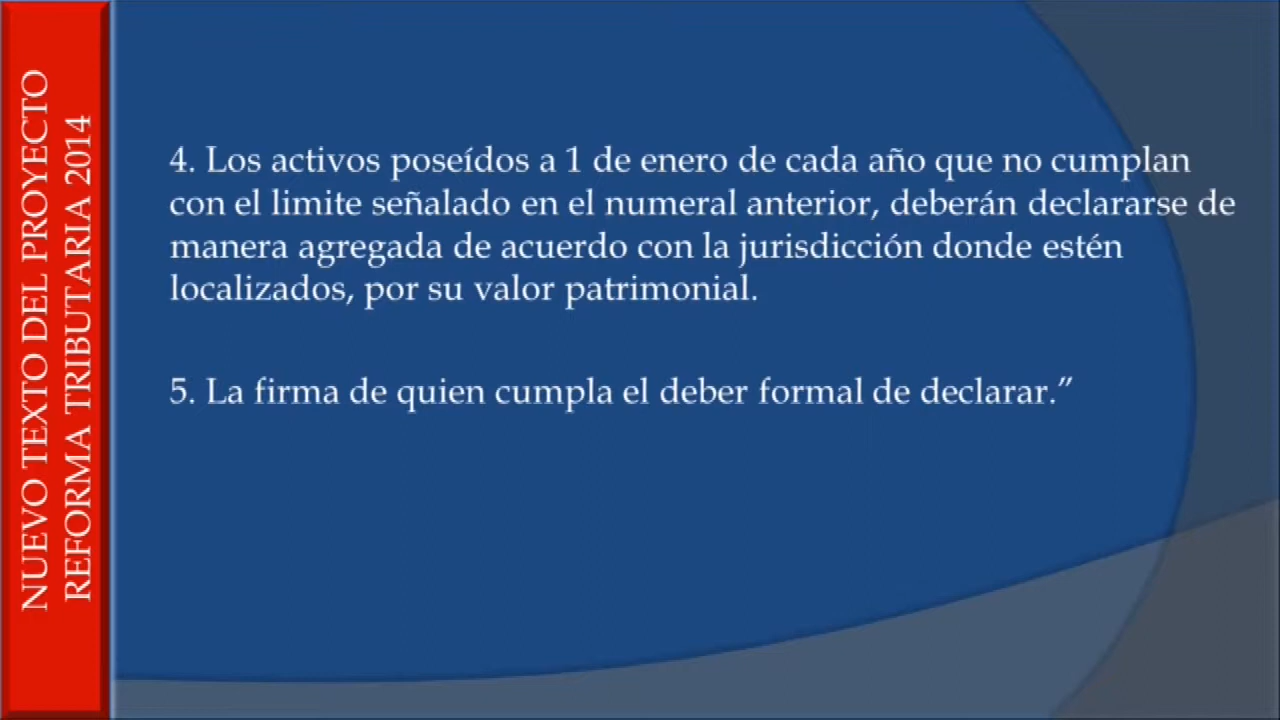 NUEVO TEXTO DEL PROYECTO
REFORMA TRIBUTARIA 2014
4. Los activos poseídos a 1 de enero de cada año que no cumplan
con el limite señalado en el numeral anterior, deberán declararse de
manera agregada de acuerdo con la jurisdicción donde estén
localizados, por su valor patrimonial.
5. La firma de quien cumpla el deber formal de declarar.”